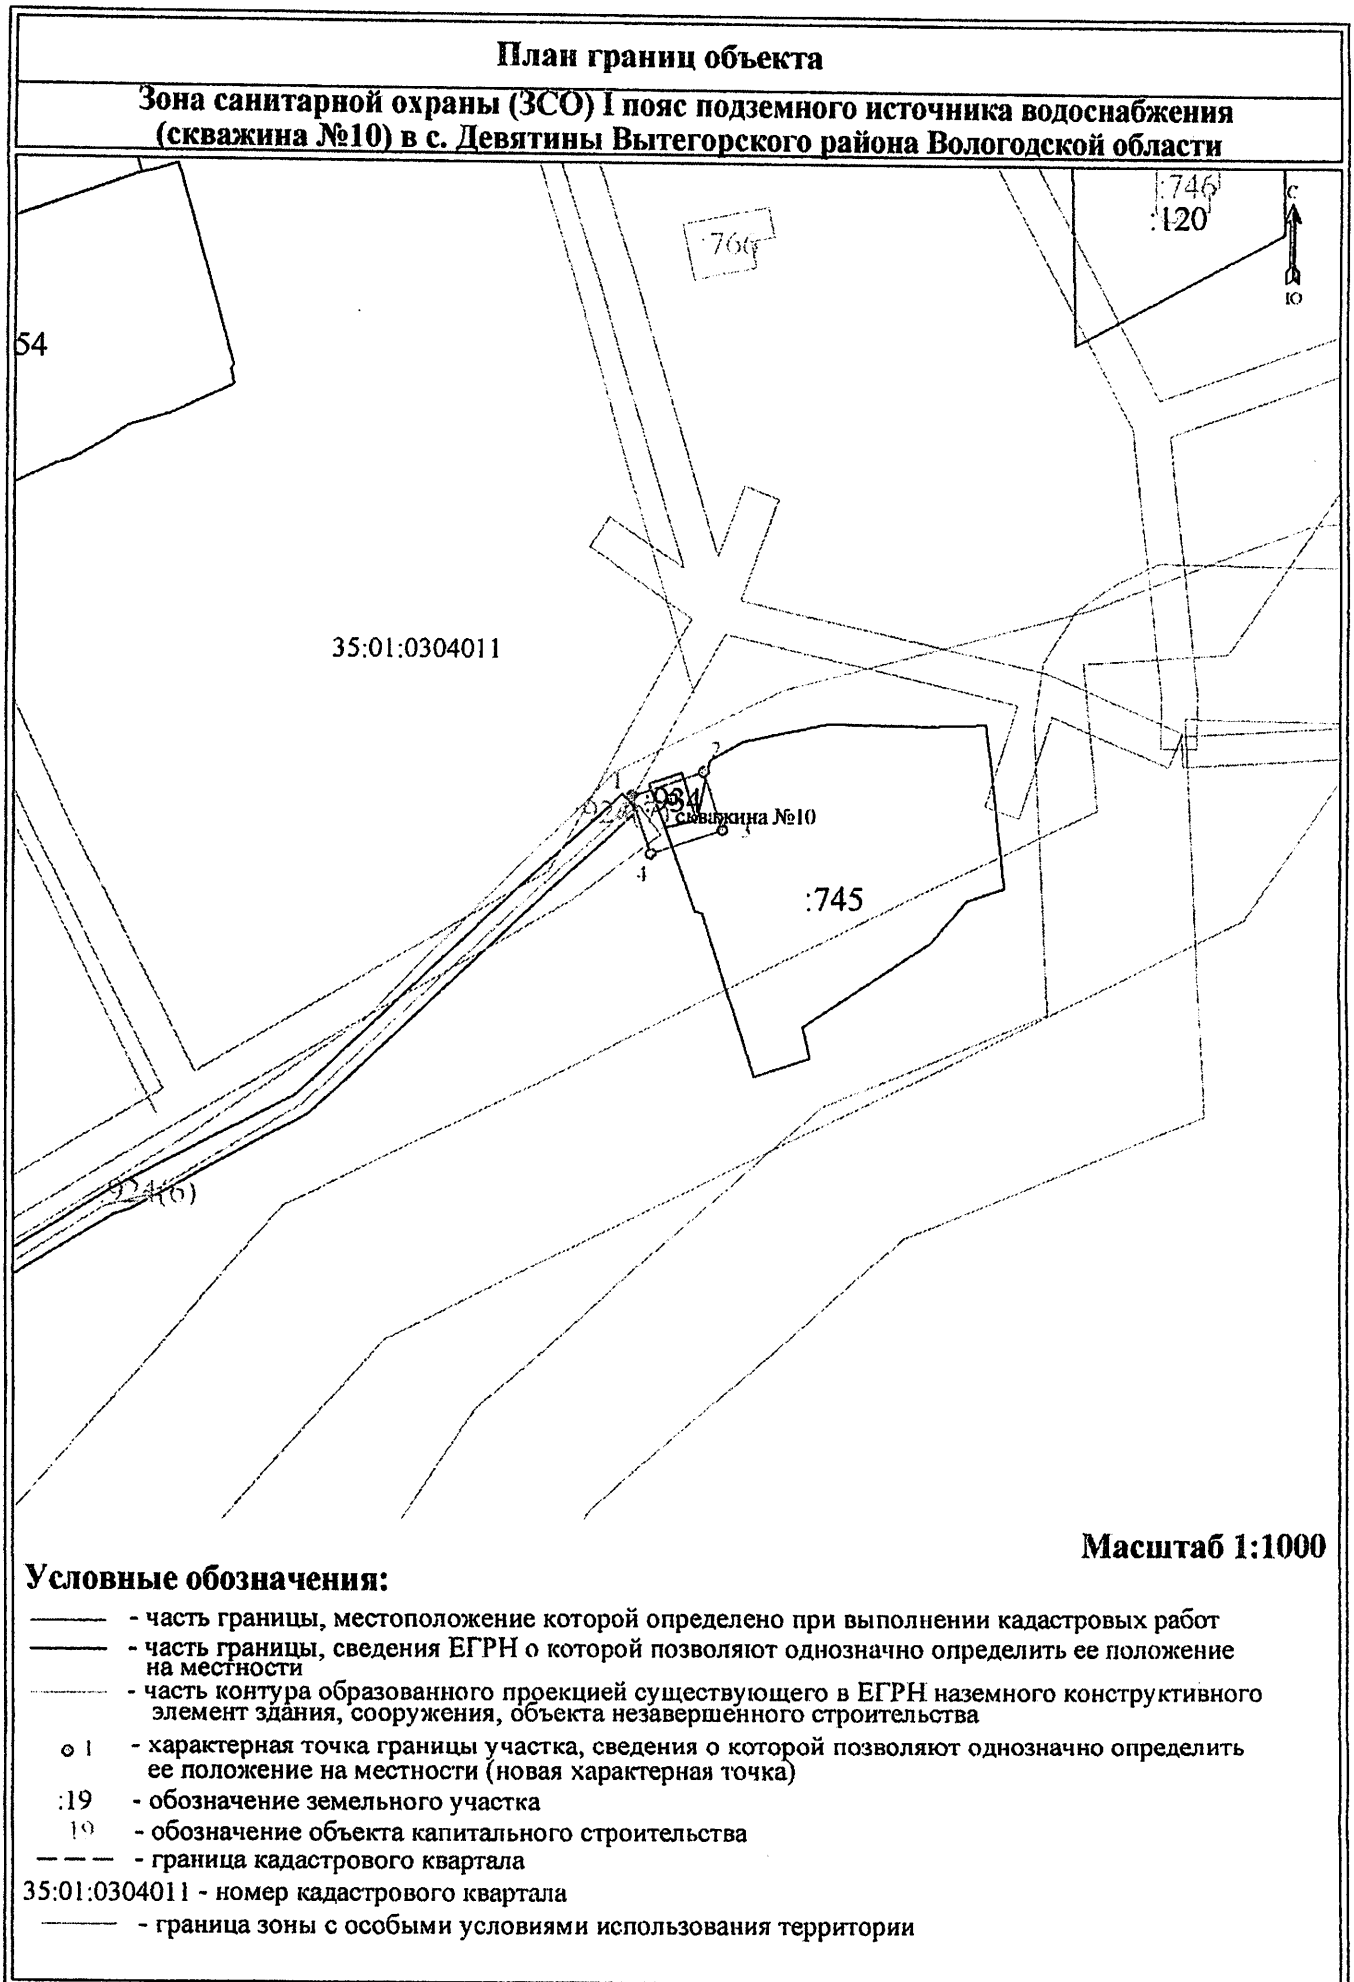 План границ объекта
Зона санитарной охраны (ЗСО) I пояс подземного источника водоснабжения
(скважина №10) в с. Девятины Вытегорского района Вологодской области
:746
:120
С
Ю
:766
54
35:01:0304011
1
2
:934
скважина №10
3
4
:745
:924(6)
Масштаб 1:1000
Условные обозначения:
- часть границы, местоположение которой определено при выполнении кадастровых работ
- часть границы, сведения ЕГРН о которой позволяют однозначно определить ее положение
на местности
- часть контура образованного проекцией существующего в ЕГРН наземного конструктивного
элемент здания, сооружения, объекта незавершенного строительства
1 - характерная точка границы участка, сведения о которой позволяют однозначно определить
ее положение на местности (новая характерная точка)
:19 - обозначение земельного участка
19 - обозначение объекта капитального строительства
- граница кадастрового квартала
35:01:0304011 - номер кадастрового квартала
- граница зоны с особыми условиями использования территории